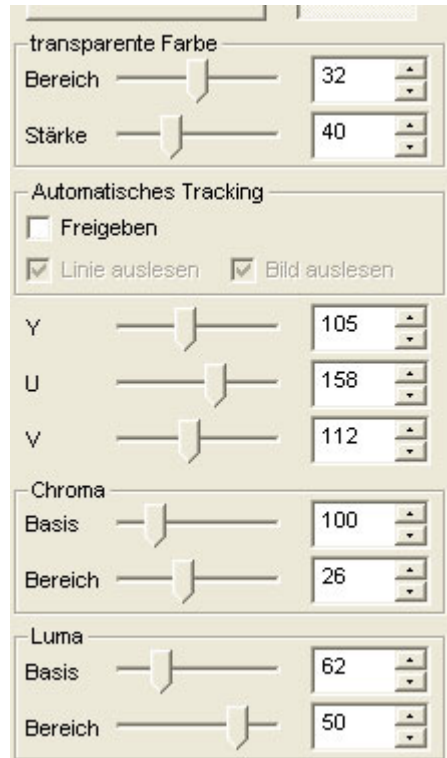 transparente Farbe
Bereich 32
Stärke 40
Automatisches Tracking
Freigeben
Linie auslesen Bild auslesen
Y 105
U 158
V 112
Chroma
Basis 100
Bereich 26
Luma
Basis 62
Bereich 50